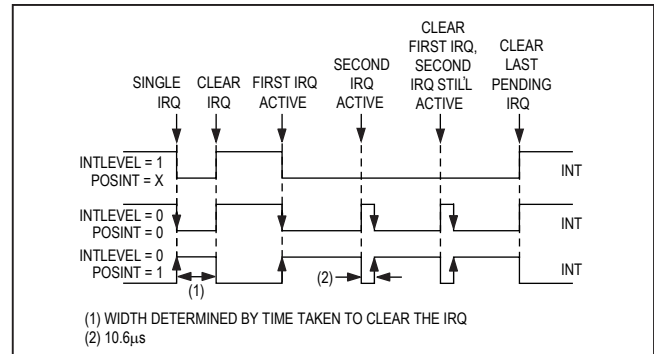 SINGLE
IRQ
CLEAR
IRQ
FIRST IRQ
ACTIVE
SECOND
IRQ
ACTIVE
CLEAR
FIRST IRQ,
SECOND
IRQ STILL
ACTIVE
CLEAR
LAST
PENDING
IRQ
INTLEVEL = 1
POSINT = X
INT
INTLEVEL = 0
POSINT = 0
INT
INTLEVEL = 0
POSINT = 1
INT
(1)
(2)
(1) WIDTH DETERMINED BY TIME TAKEN TO CLEAR THE IRQ
(2) 10.6µs